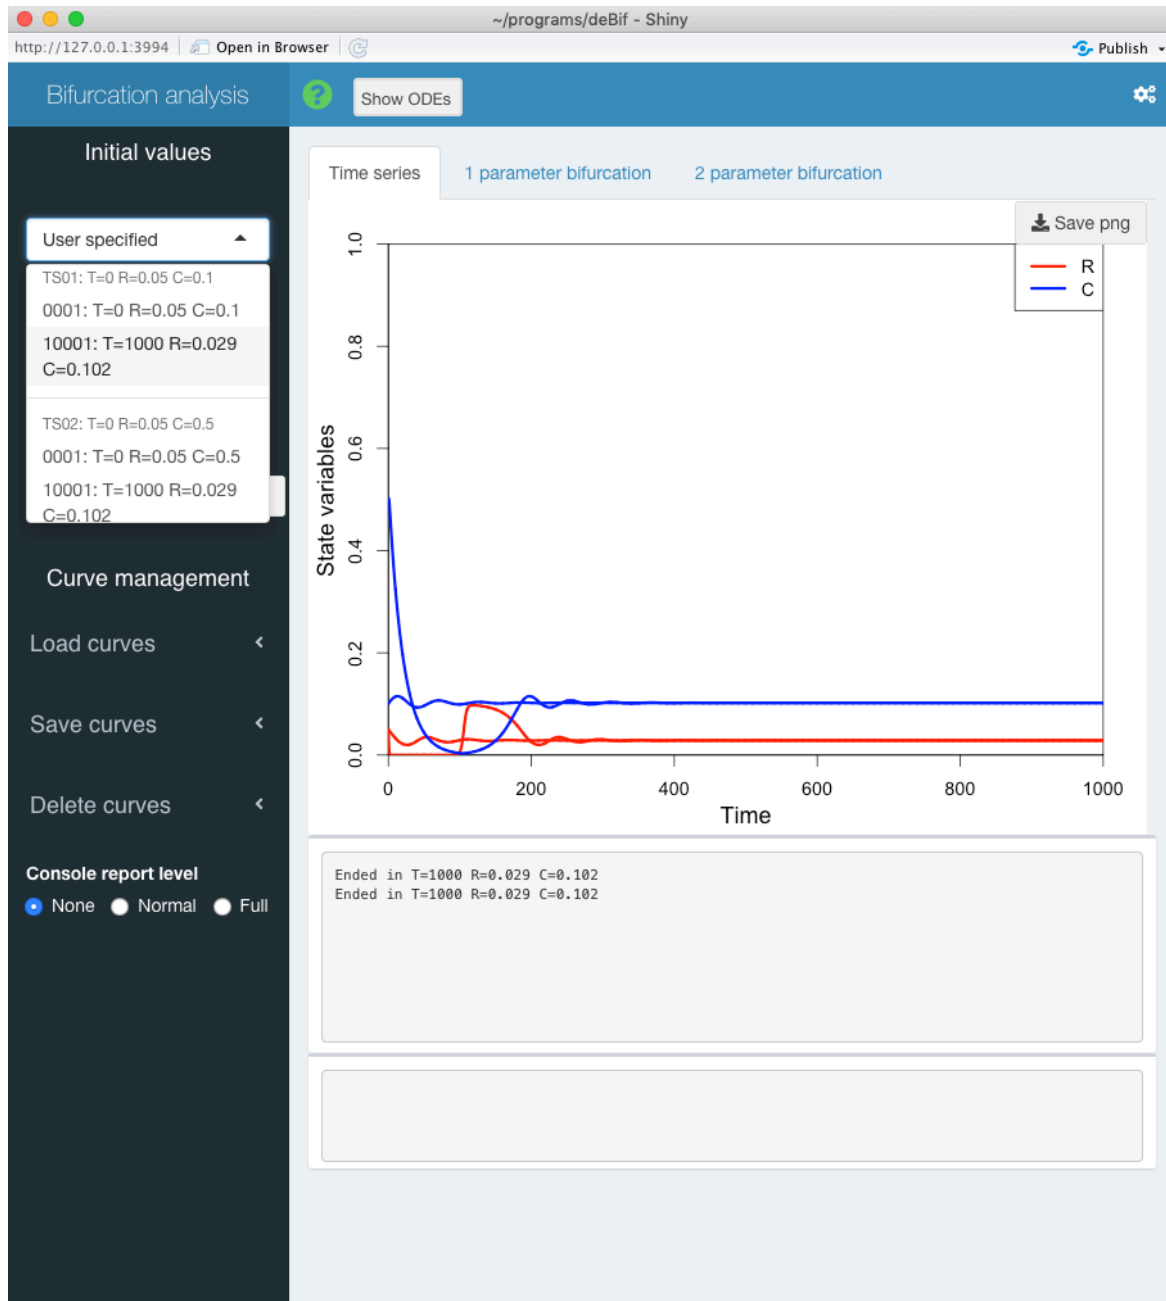 ~/programs/deBif - Shiny
http://127.0.0.1:3994 Open in Browser Publish
Bifurcation analysis
Show ODEs
Initial values
User specified
TS01: T=0 R=0.05 C=0.1
0001: T=0 R=0.05 C=0.1
10001: T=1000 R=0.029
C=0.102
TS02: T=0 R=0.05 C=0.5
0001: T=0 R=0.05 C=0.5
10001: T=1000 R=0.029
C=0.102
Curve management
Load curves
Save curves
Delete curves
Console report level
None Normal Full
Time series 1 parameter bifurcation 2 parameter bifurcation
Save png
R
C
State variables
1.0
0.8
0.6
0.4
0.2
0.0
0 200 400 600 800 1000
Time
Ended in T=1000 R=0.029 C=0.102
Ended in T=1000 R=0.029 C=0.102